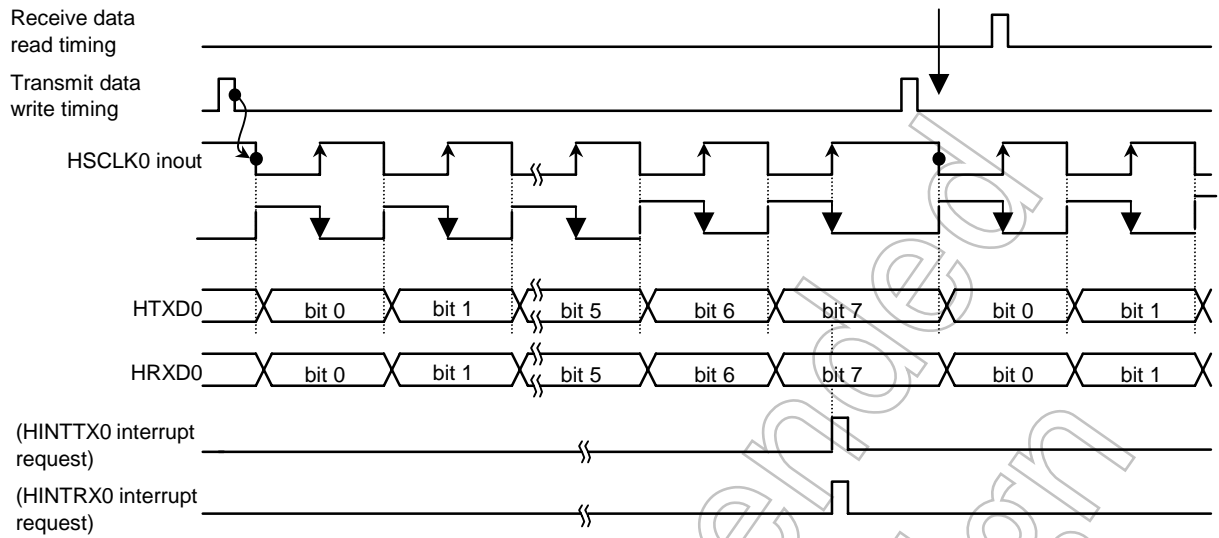 Receive data
read timing
Transmit data
write timing
HSCLK0 inout
HTXD0 bit 0 bit 1 bit 5 bit 6 bit 7 bit 0 bit 1
HRXD0 bit 0 bit 1 bit 5 bit 6 bit 7 bit 0 bit 1
(HINTTX0 interrupt
request)
(HINTRX0 interrupt
request)